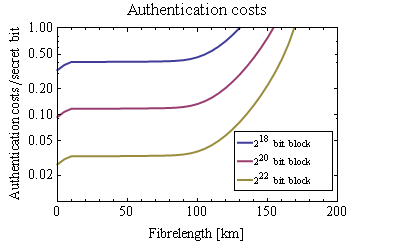 Authentication costs
Authentication costs/secret bit
1.00
0.50
0.20
0.10
0.05
0.02
2^18 bit block
2^20 bit block
2^22 bit block
0 50 100 150 200
Fibrelength [km]